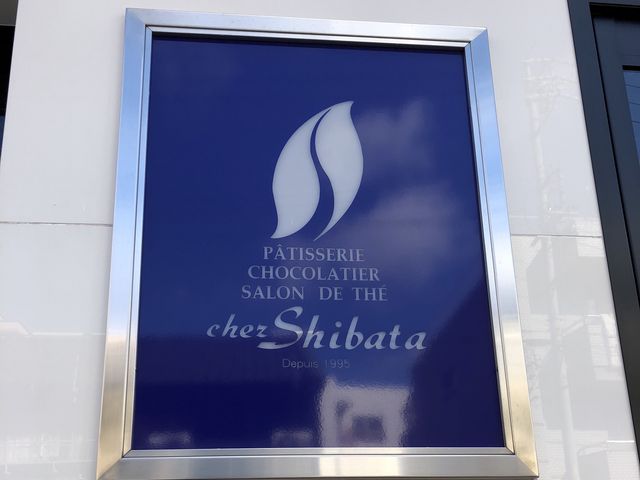 PÂTISSERIE
CHOCOLATIER
SALON DE THÉ
chez Shibata
Depuis 1995